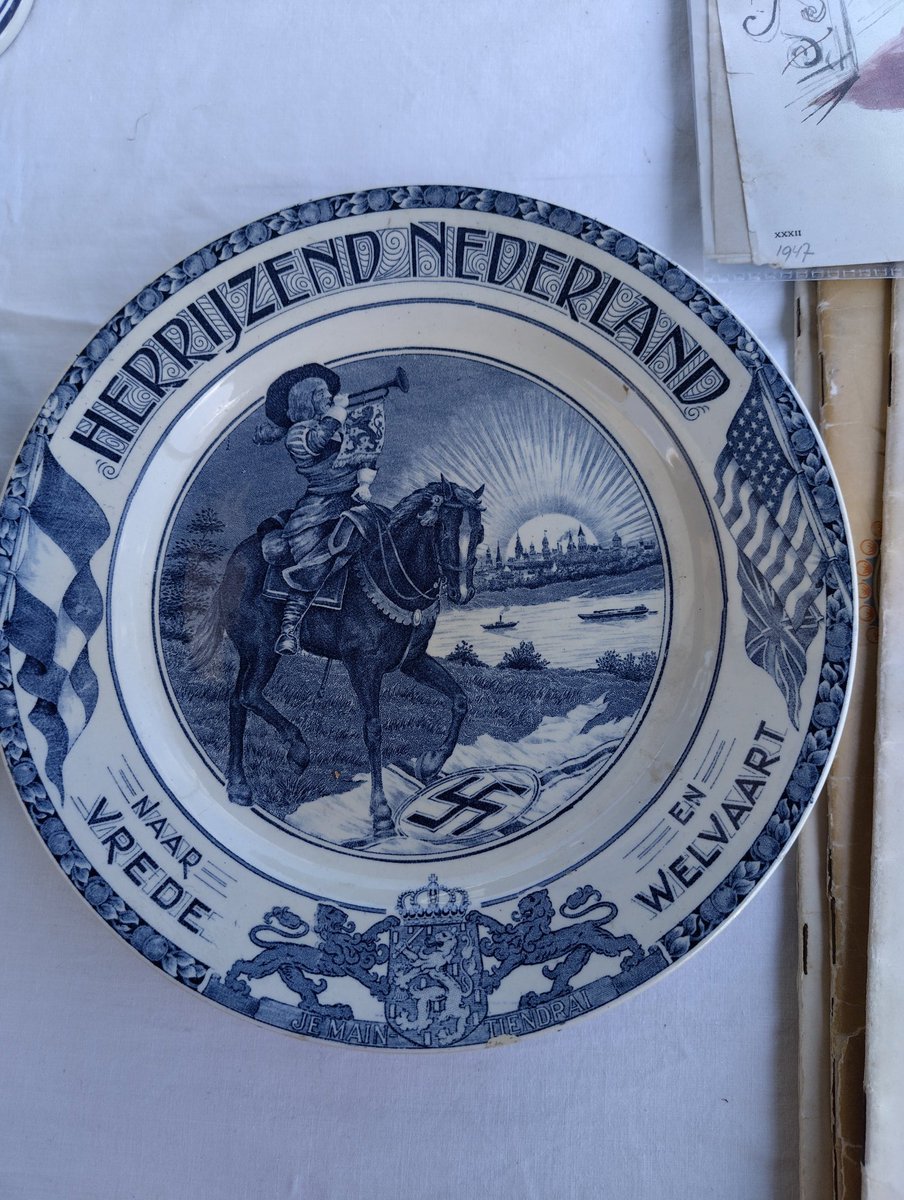 HERRIJZEND NEDERLAND
NAAR
VREDE
EN
WELVAART
JE MAIN
TIENDRAI
XXXII
1947